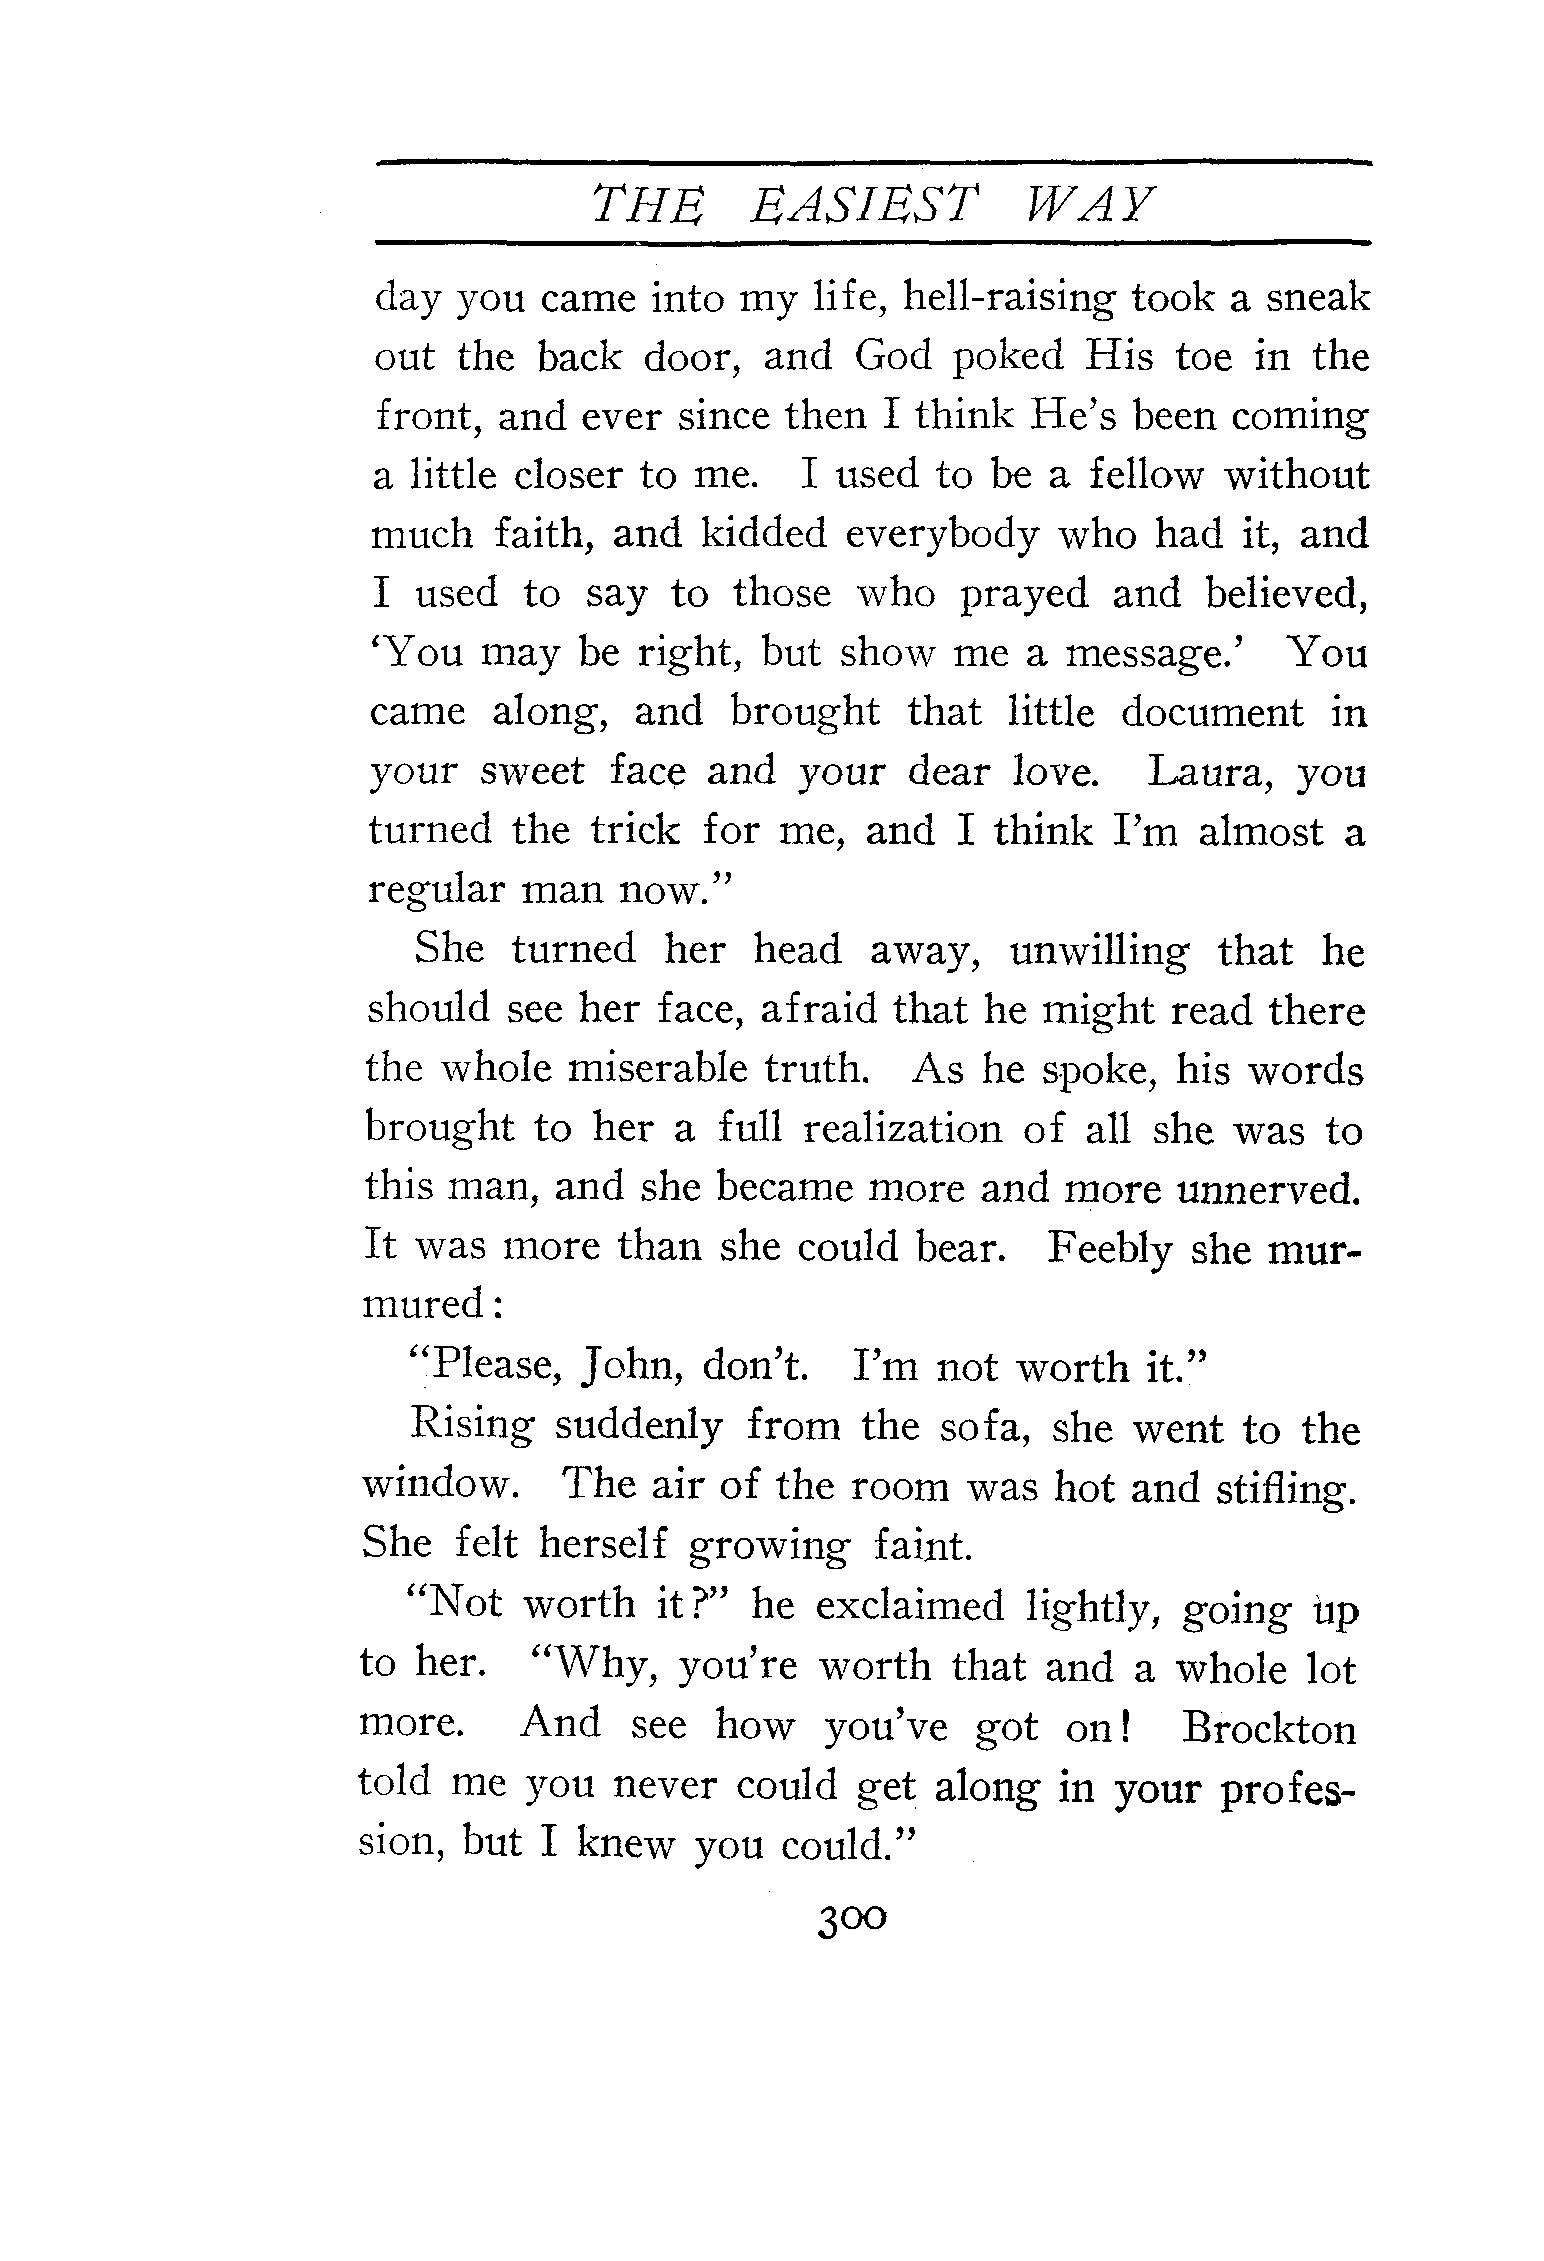 THE EASIEST WAY
day you came into my life, hell-raising took a sneak
out the back door, and God poked His toe in the
front, and ever since then I think He's been coming
a little closer to me. I used to be a fellow without
much faith, and kidded everybody who had it, and
I used to say to those who prayed and believed,
‘You may be right, but show me a message.’ You
came along, and brought that little document in
your sweet face and your dear love. Laura, you
turned the trick for me, and I think I'm almost a
regular man now.”
She turned her head away, unwilling that he
should see her face, afraid that he might read there
the whole miserable truth. As he spoke, his words
brought to her a full realization of all she was to
this man, and she became more and more unnerved.
It was more than she could bear. Feebly she mur-
mured:
“Please, John, don't. I'm not worth it.”
Rising suddenly from the sofa, she went to the
window. The air of the room was hot and stifling.
She felt herself growing faint.
“Not worth it?” he exclaimed lightly, going up
to her. “Why, you're worth that and a whole lot
more. And see how you've got on! Brockton
told me you never could get along in your profes-
sion, but I knew you could.”
300